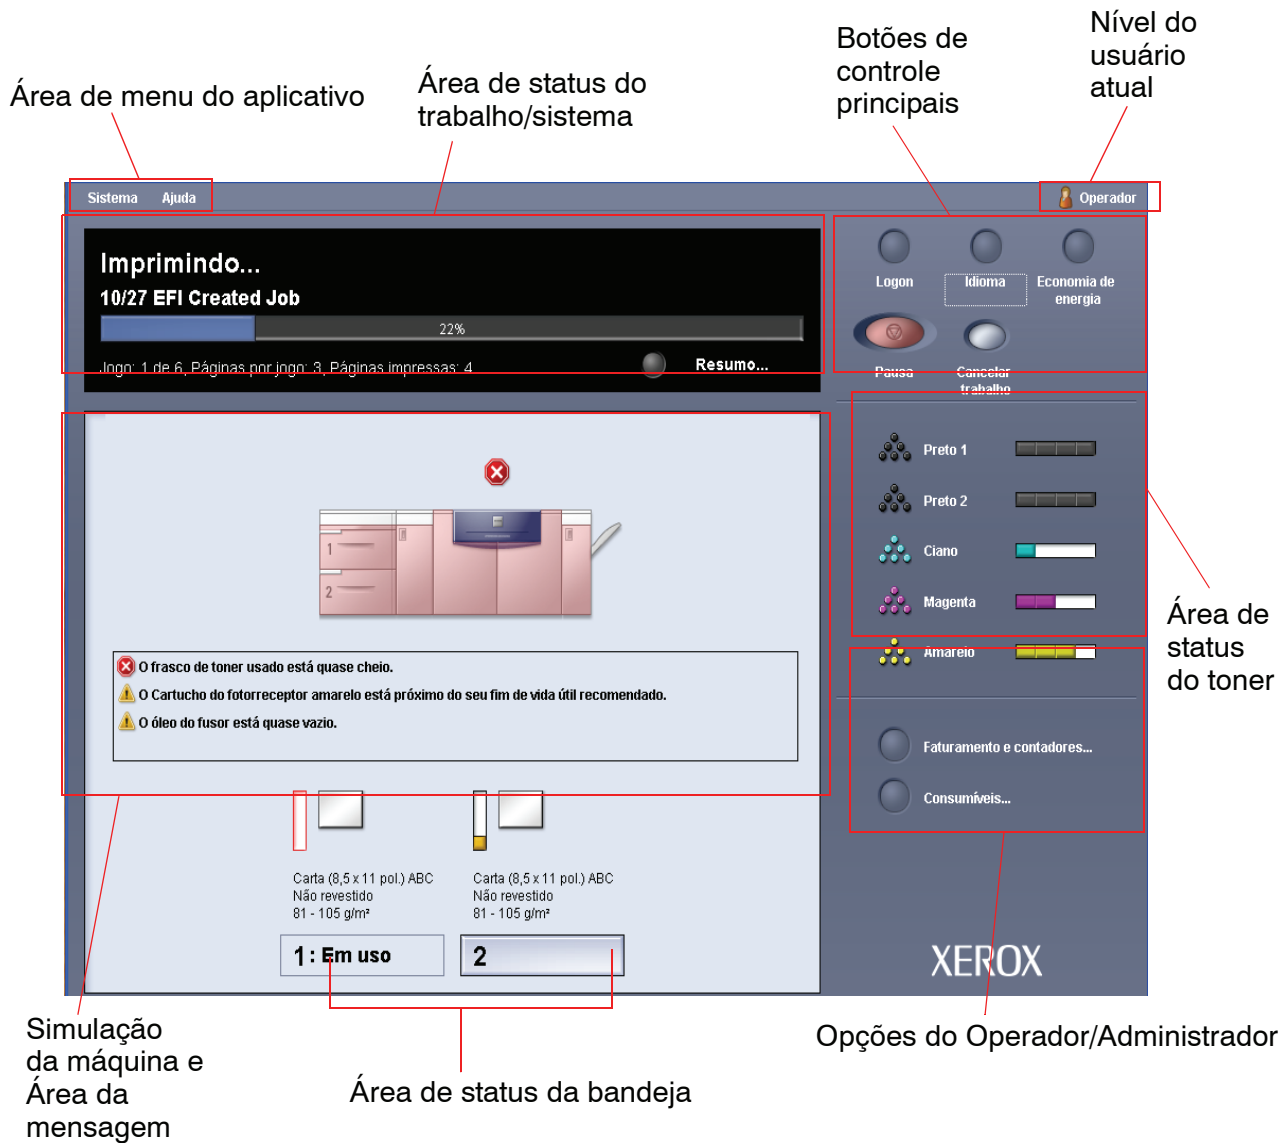 Nível do
usuário
atual
Botões de
controle
principais
Área de status do
trabalho/sistema
Área de menu do aplicativo
Sistema Ajuda
Operador
Imprimindo...
10/27 EFI Created Job
22%
Jogo: 1 de 6, Páginas por jogo: 3, Páginas impressas: 4
Resumo...
Logon
Idioma
Economia de
energia
Pausa
Cancelar
trabalho
Preto 1
Preto 2
Ciano
Magenta
Amarelo
Área de
status
do toner
1
2
O frasco de toner usado está quase cheio.
O Cartucho do fotorreceptor amarelo está próximo do seu fim de vida útil recomendado.
O óleo do fusor está quase vazio.
Faturamento e contadores...
Consumíveis...
Carta (8,5 x 11 pol.) ABC
Não revestido
81 - 105 g/m²
1 : Em uso
Carta (8,5 x 11 pol.) ABC
Não revestido
81 - 105 g/m²
2
XEROX
Simulação
da máquina e
Área da
mensagem
Área de status da bandeja
Opções do Operador/Administrador